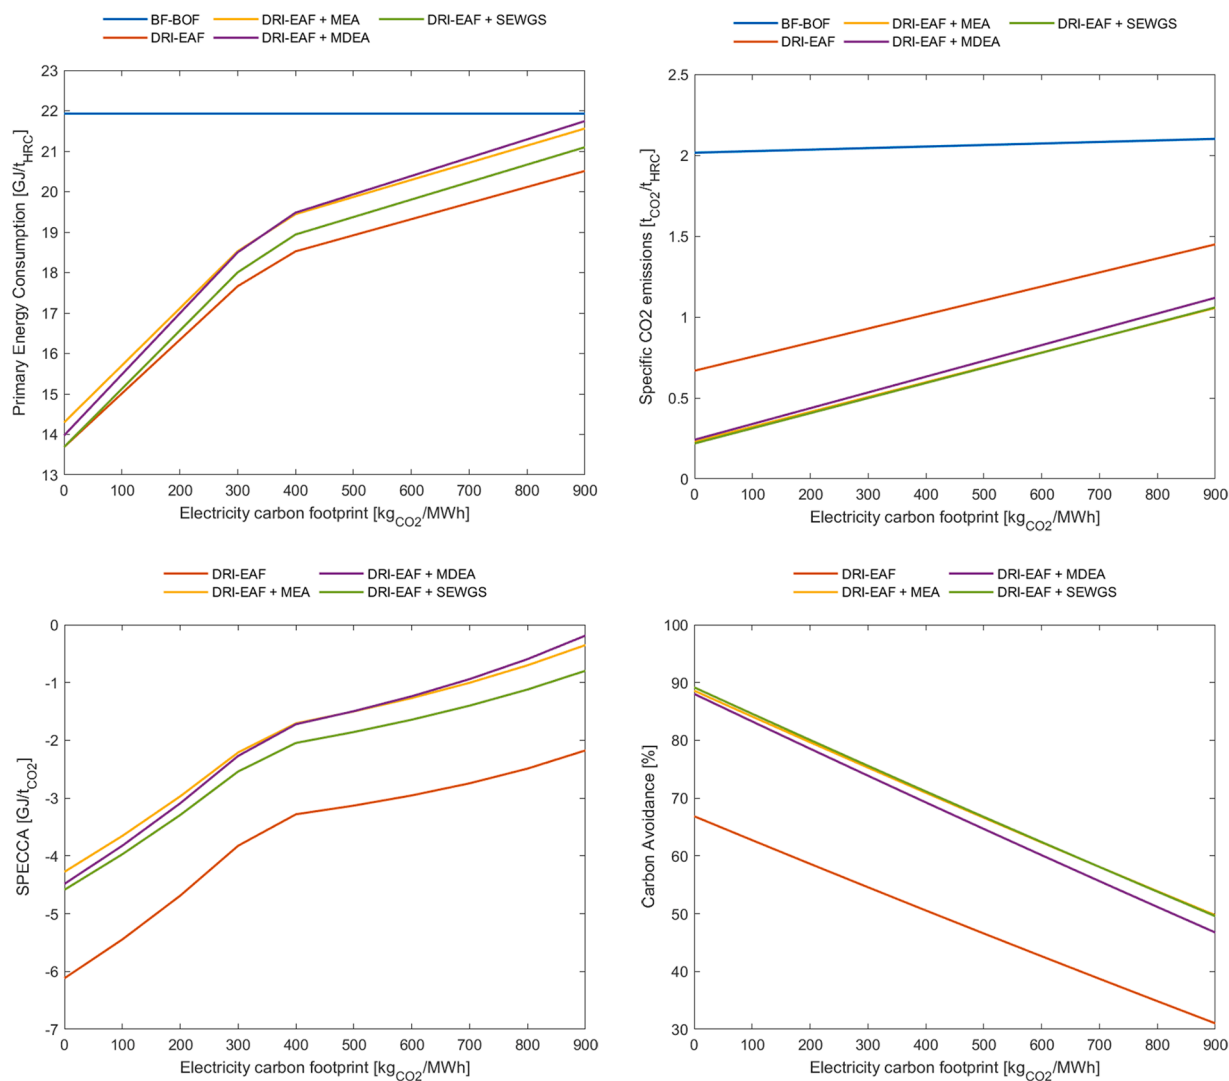 BF-BOF DRI-EAF + MEA DRI-EAF + SEWGS
DRI-EAF DRI-EAF + MDEA
23
22
21
20
19
18
17
16
15
14
13
Primary Energy Consumption [GJ/tHRC]
0 100 200 300 400 500 600 700 800 900
Electricity carbon footprint [kgCO2/MWh]
BF-BOF DRI-EAF + MEA DRI-EAF + SEWGS
DRI-EAF DRI-EAF + MDEA
2.5
2
1.5
1
0.5
0
Specific CO2 emissions [tCO2/tHRC]
0 100 200 300 400 500 600 700 800 900
Electricity carbon footprint [kgCO2/MWh]
DRI-EAF DRI-EAF + MDEA
DRI-EAF + MEA DRI-EAF + SEWGS
0
-1
-2
-3
-4
-5
-6
-7
SPECCA [GJ/tCO2]
0 100 200 300 400 500 600 700 800 900
Electricity carbon footprint [kgCO2/MWh]
DRI-EAF DRI-EAF + MDEA
DRI-EAF + MEA DRI-EAF + SEWGS
100
90
80
70
60
50
40
30
Carbon Avoidance [%]
0 100 200 300 400 500 600 700 800 900
Electricity carbon footprint [kgCO2/MWh]